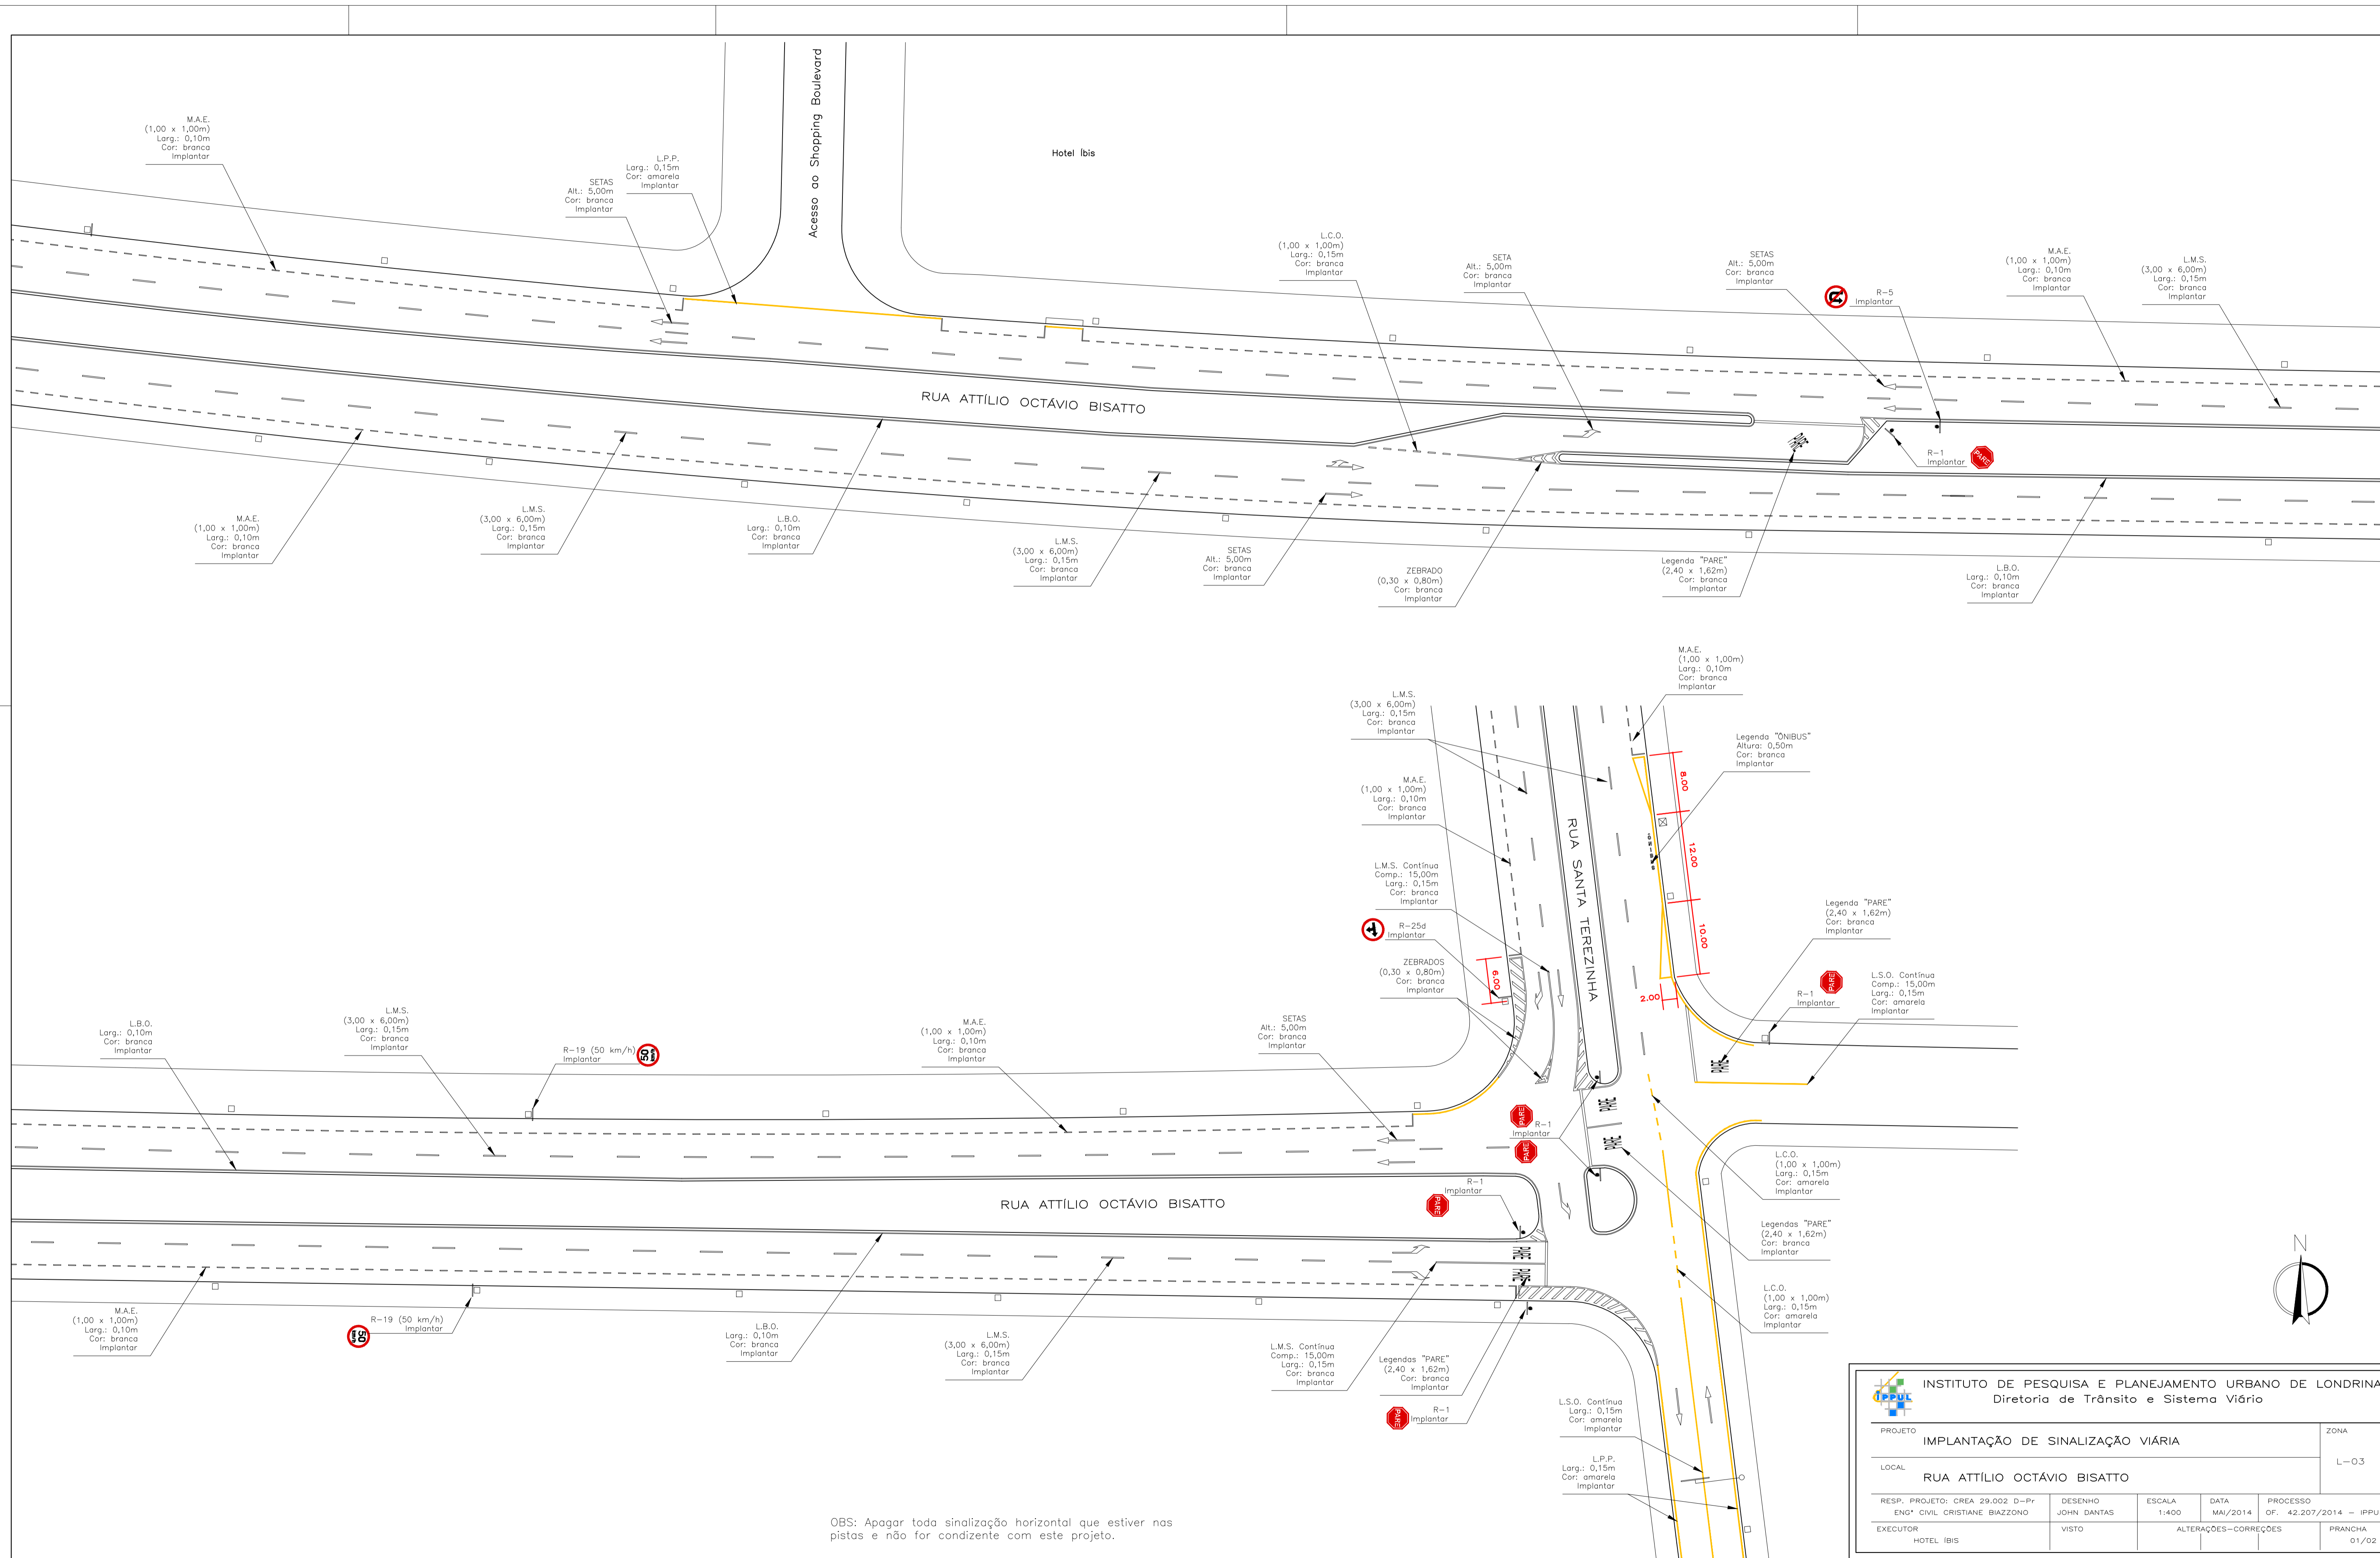 Acesso ao Shopping Boulevard
Hotel Íbis
M.A.E.
(1,00 x 1,00m)
Larg.: 0,10m
Cor: branca
Implantar
SETAS
Alt.: 5,00m
Cor: branca
Implantar
L.P.P.
Larg.: 0,15m
Cor: amarela
Implantar
L.C.O.
(1,00 x 1,00m)
Larg.: 0,15m
Cor: branca
Implantar
SETA
Alt.: 5,00m
Cor: branca
Implantar
SETAS
Alt.: 5,00m
Cor: branca
Implantar
R-5
Implantar
M.A.E.
(1,00 x 1,00m)
Larg.: 0,10m
Cor: branca
Implantar
L.M.S.
(3,00 x 6,00m)
Larg.: 0,15m
Cor: branca
Implantar
RUA ATTÍLIO OCTÁVIO BISATTO
PARE
R-1
Implantar
PARE
M.A.E.
(1,00 x 1,00m)
Larg.: 0,10m
Cor: branca
Implantar
L.M.S.
(3,00 x 6,00m)
Larg.: 0,15m
Cor: branca
Implantar
L.B.O.
Larg.: 0,10m
Cor: branca
Implantar
L.M.S.
(3,00 x 6,00m)
Larg.: 0,15m
Cor: branca
Implantar
SETAS
Alt.: 5,00m
Cor: branca
Implantar
ZEBRADO
(0,30 x 0,80m)
Cor: branca
Implantar
Legenda "PARE"
(2,40 x 1,62m)
Cor: branca
Implantar
L.B.O.
Larg.: 0,10m
Cor: branca
Implantar
M.A.E.
(1,00 x 1,00m)
Larg.: 0,10m
Cor: branca
Implantar
L.M.S.
(3,00 x 6,00m)
Larg.: 0,15m
Cor: branca
Implantar
Legenda "ÔNIBUS"
Altura: 0,50m
Cor: branca
Implantar
8.00
12.00
10.00
2.00
6.00
M.A.E.
(1,00 x 1,00m)
Larg.: 0,10m
Cor: branca
Implantar
RUA SANTA TEREZINHA
L.M.S. Contínua
Comp.: 15,00m
Larg.: 0,15m
Cor: branca
Implantar
R-25d
Implantar
ZEBRADOS
(0,30 x 0,80m)
Cor: branca
Implantar
Legenda "PARE"
(2,40 x 1,62m)
Cor: branca
Implantar
PARE
R-1
Implantar
L.S.O. Contínua
Comp.: 15,00m
Larg.: 0,15m
Cor: amarela
Implantar
PARE
L.B.O.
Larg.: 0,10m
Cor: branca
Implantar
L.M.S.
(3,00 x 6,00m)
Larg.: 0,15m
Cor: branca
Implantar
R-19 (50 km/h)
Implantar
50
km/h
M.A.E.
(1,00 x 1,00m)
Larg.: 0,10m
Cor: branca
Implantar
SETAS
Alt.: 5,00m
Cor: branca
Implantar
PARE
R-1
Implantar
PARE
PARE
PARE
L.C.O.
(1,00 x 1,00m)
Larg.: 0,15m
Cor: amarela
Implantar
Legendas "PARE"
(2,40 x 1,62m)
Cor: branca
Implantar
L.C.O.
(1,00 x 1,00m)
Larg.: 0,15m
Cor: amarela
Implantar
RUA ATTÍLIO OCTÁVIO BISATTO
R-1
Implantar
PARE
PARE
PARE
M.A.E.
(1,00 x 1,00m)
Larg.: 0,10m
Cor: branca
Implantar
R-19 (50 km/h)
Implantar
50
km/h
L.B.O.
Larg.: 0,10m
Cor: branca
Implantar
L.M.S.
(3,00 x 6,00m)
Larg.: 0,15m
Cor: branca
Implantar
L.M.S. Contínua
Comp.: 15,00m
Larg.: 0,15m
Cor: branca
Implantar
Legendas "PARE"
(2,40 x 1,62m)
Cor: branca
Implantar
PARE
R-1
Implantar
L.S.O. Contínua
Larg.: 0,15m
Cor: amarela
Implantar
L.P.P.
Larg.: 0,15m
Cor: amarela
Implantar
N
OBS: Apagar toda sinalização horizontal que estiver nas
pistas e não for condizente com este projeto.
IPPUL
INSTITUTO DE PESQUISA E PLANEJAMENTO URBANO DE LONDRINA
Diretoria de Trânsito e Sistema Viário
PROJETO
IMPLANTAÇÃO DE SINALIZAÇÃO VIÁRIA
ZONA
L-03
LOCAL
RUA ATTÍLIO OCTÁVIO BISATTO
RESP. PROJETO: CREA 29.002 D-Pr
ENGª CIVIL CRISTIANE BIAZZONO
DESENHO
JOHN DANTAS
ESCALA
1:400
DATA
MAI/2014
PROCESSO
OF. 42.207/2014 - IPPU
EXECUTOR
HOTEL ÍBIS
VISTO
ALTERAÇÕES-CORREÇÕES
PRANCHA
01/02